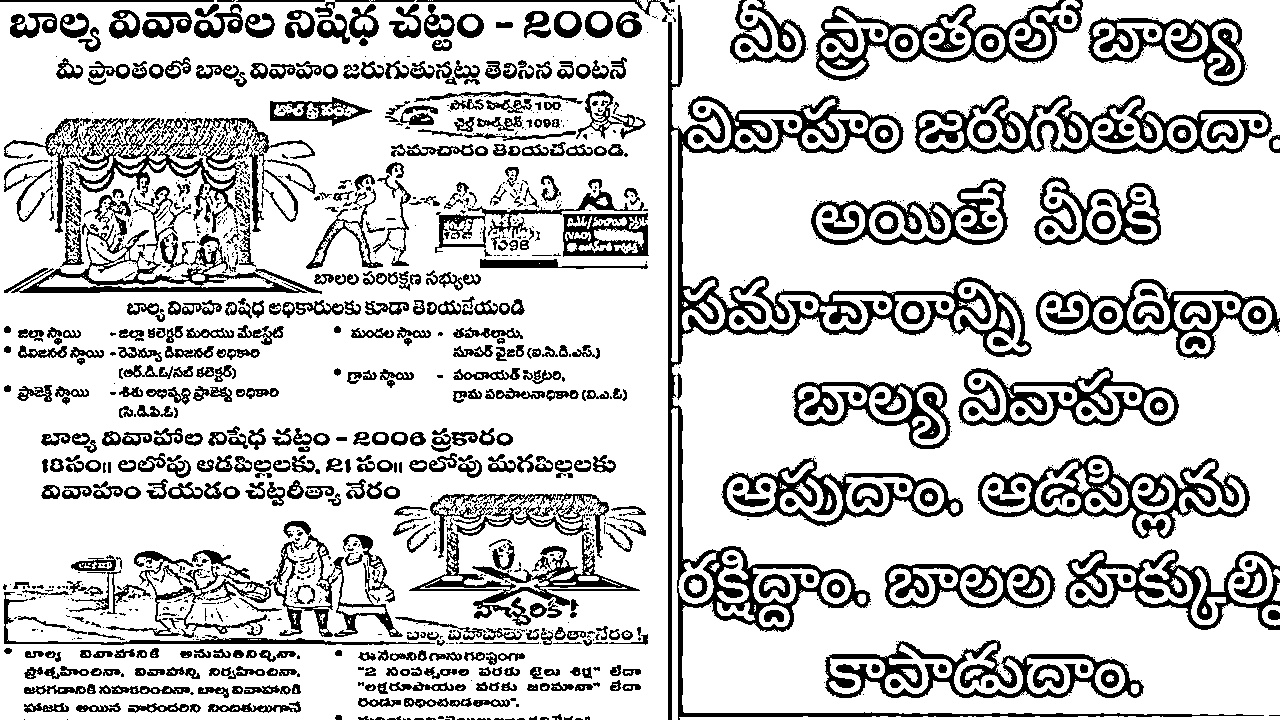 బాల్య వివాహాల నిషేధ చట్టం - 2006
మీ ప్రాంతంలో బాల్య వివాహం జరుగుతున్నట్లు తెలిసిన వెంటనే
పోలీస్ హెల్ప్ లైన్ 100
చైల్డ్ హెల్ప్ లైన్ 1098
సమాచారం తెలియచేయండి.
1098
(VAO)
బాలల పరిరక్షణ సభ్యులు
బాల్య వివాహ నిషేధ అధికారులకు కూడా తెలియజేయండి
• జిల్లా స్థాయి - జిల్లా కలెక్టర్ మరియు మేజిస్ట్రేట్
• డివిజనల్ స్థాయి - రెవెన్యూ డివిజనల్ అధికారి
(ఆర్.డి.ఓ/సబ్ కలెక్టర్)
• ప్రాజెక్ట్ స్థాయి - శిశు అభివృద్ధి ప్రాజెక్టు అధికారి
(సి.డి.పి.ఓ)
• మండల స్థాయి - తహశిల్దారు,
సూపర్ వైజర్ (ఐ.సి.డి.ఎస్.)
• గ్రామ స్థాయి - పంచాయత్ సెక్రటరి,
గ్రామ పరిపాలనాధికారి (వి.ఎ.ఓ)
బాల్య వివాహాల నిషేధ చట్టం - 2006 ప్రకారం
18సం॥ లలోపు ఆడపిల్లలకు, 21 సం॥ లలోపు మగపిల్లలకు
వివాహం చేయడం చట్టరీత్యా నేరం
హెచ్చరిక !
బాల్య వివాహాలు చట్టరీత్యా నేరం !
• బాల్య వివాహానికి అనుమతినిచ్చినా,
ప్రోత్సహించినా, వివాహాన్ని నిర్వహించినా,
జరగడానికి సహకరించినా, బాల్య వివాహానికి
హాజరు అయిన వారందరిని నిందితులుగానే
• ఈ నేరానికి గాను గరిష్టంగా
"2 సంవత్సరాల వరకు జైలు శిక్ష" లేదా
"లక్షరూపాయల వరకు జరిమానా" లేదా
రెండూ విధించబడతాయి".
మీ ప్రాంతంలో బాల్య
వివాహం జరుగుతుందా.
అయితే వీరికి
సమాచారాన్ని అందిద్దాం.
బాల్య వివాహం
ఆపుదాం. ఆడపిల్లను
రక్షిద్దాం. బాలల హక్కుల్ని
కాపాడుదాం.